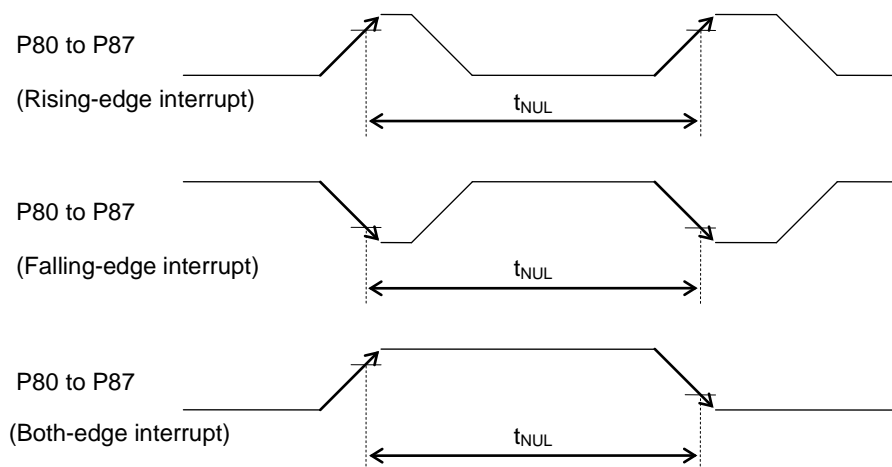 P80 to P87
(Rising-edge interrupt)
tNUL
P80 to P87
(Falling-edge interrupt)
tNUL
P80 to P87
(Both-edge interrupt)
tNUL